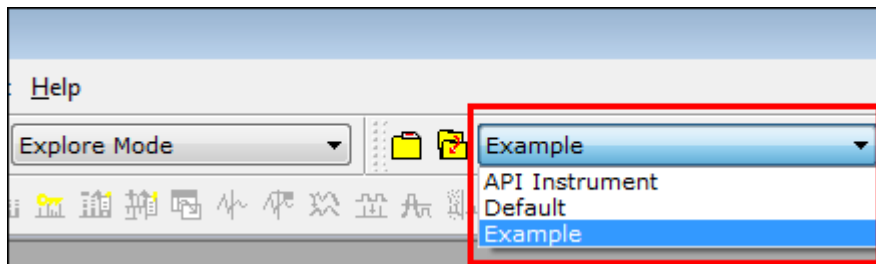 Help
Explore Mode
Example
API Instrument
Default
Example